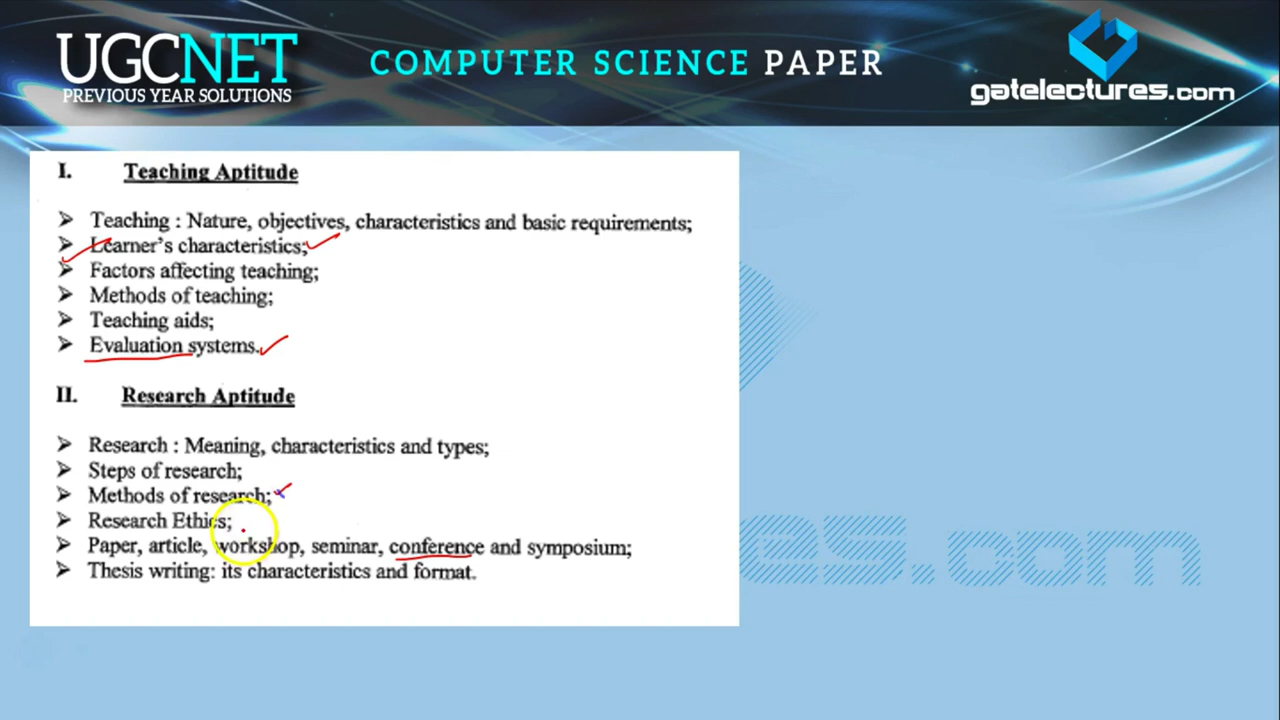 UGCNET
PREVIOUS YEAR SOLUTIONS
COMPUTER SCIENCE PAPER
gatelectures.com
I. Teaching Aptitude
➢ Teaching : Nature, objectives, characteristics and basic requirements;
➢ Learner's characteristics;
➢ Factors affecting teaching;
➢ Methods of teaching;
➢ Teaching aids;
➢ Evaluation systems.
II. Research Aptitude
➢ Research : Meaning, characteristics and types;
➢ Steps of research;
➢ Methods of research;
➢ Research Ethics;
➢ Paper, article, workshop, seminar, conference and symposium;
➢ Thesis writing: its characteristics and format.
es.com